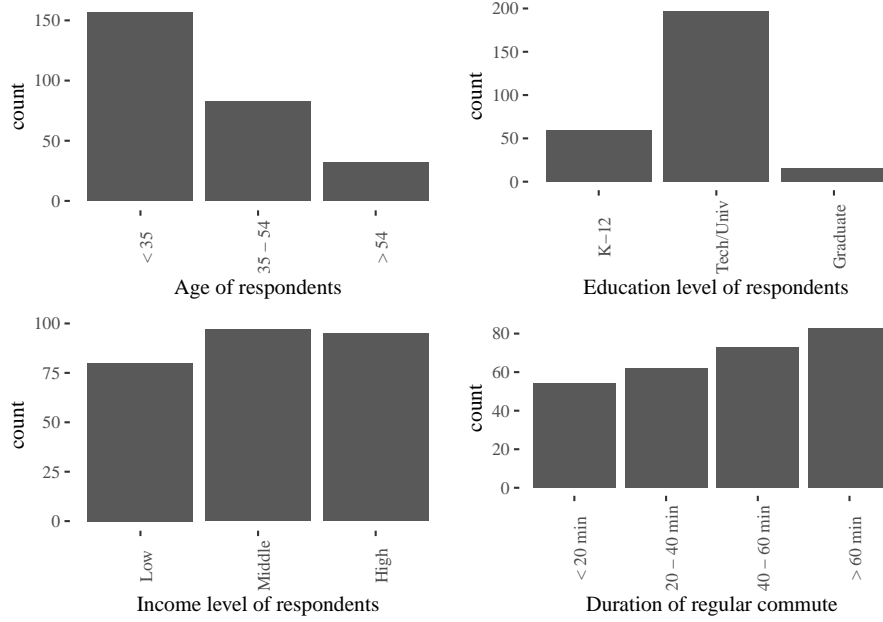 150
100
50
0
count
< 35
35 – 54
> 54
Age of respondents
200
150
100
50
0
count
K–12
Tech/Univ
Graduate
Education level of respondents
100
75
50
25
0
count
Low
Middle
High
Income level of respondents
80
60
40
20
0
count
< 20 min
20 – 40 min
40 – 60 min
> 60 min
Duration of regular commute